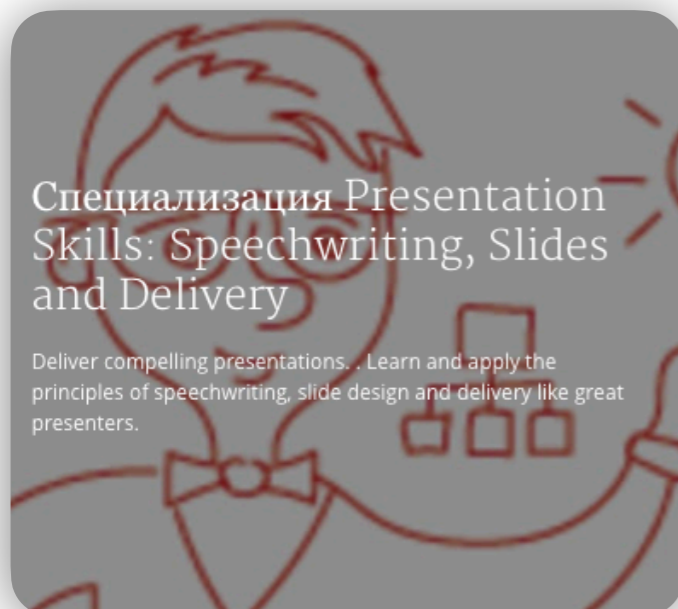 Специализация Presentation
Skills: Speechwriting, Slides
and Delivery
Deliver compelling presentations. . Learn and apply the
principles of speechwriting, slide design and delivery like great
presenters.